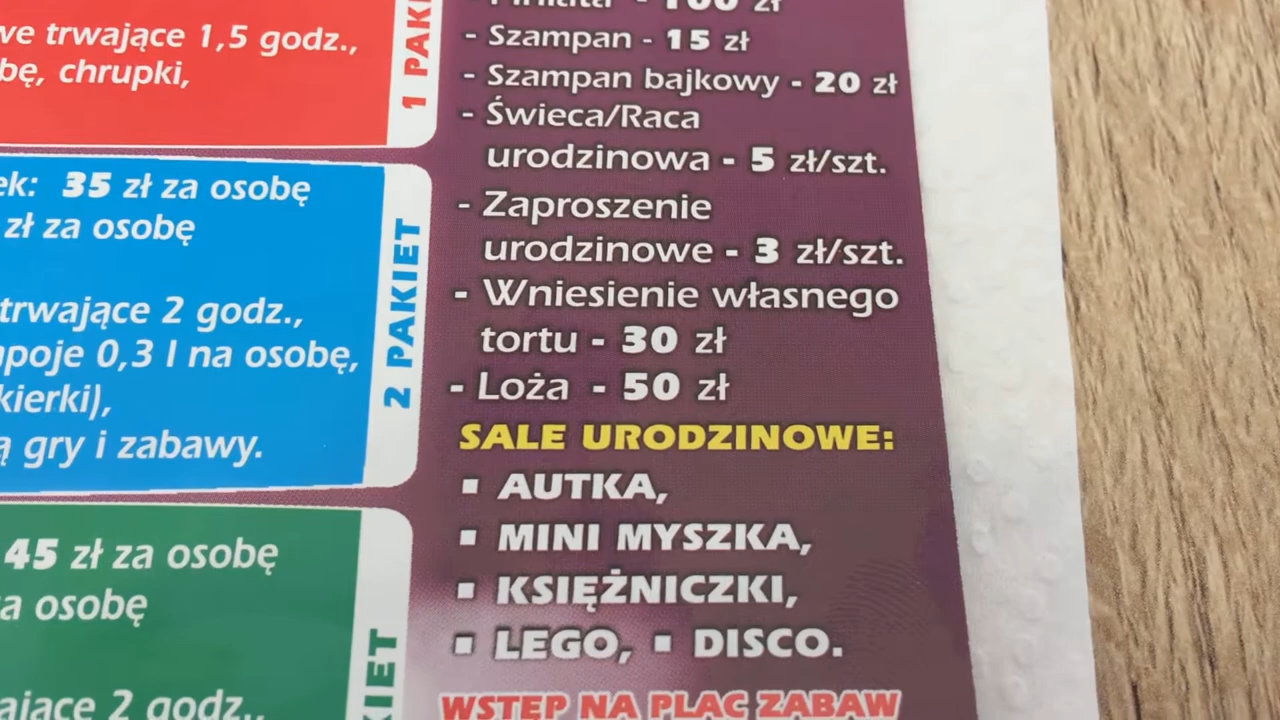 ve trwające 1,5 godz.,
bę, chrupki,
1 PAKI
ek: 35 zł za osobę
zł za osobę
trwające 2 godz.,
poje 0,3 l na osobę,
kierki),
ą gry i zabawy.
2 PAKIET
45 zł za osobę
a osobę
ające 2 godz.,
KIET
- Piniata - 100 zł
- Szampan - 15 zł
- Szampan bajkowy - 20 zł
- Świeca/Raca
urodzinowa - 5 zł/szt.
- Zaproszenie
urodzinowe - 3 zł/szt.
- Wniesienie własnego
tortu - 30 zł
- Loża - 50 zł
SALE URODZINOWE:
▪ AUTKA,
▪ MINI MYSZKA,
▪ KSIĘŻNICZKI,
▪ LEGO, ▪ DISCO.
WSTĘP NA PLAC ZABAW